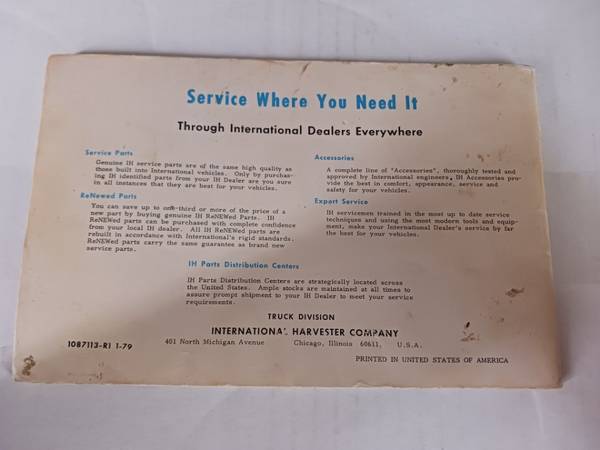 Service Where You Need It
Through International Dealers Everywhere
Service Parts
Genuine IH service parts are of the same high quality as
those built into International vehicles. Only by purchas-
ing IH identified parts from your IH Dealer are you sure
in all instances that they are best for your vehicles.
ReNewed Parts
You can save up to one-third or more of the price of a
new part by buying genuine IH ReNEWed Parts. IH
ReNEWed parts can be purchased with complete confidence
from your local IH dealer. All IH ReNEWed parts are
rebuilt in accordance with International's rigid standards.
ReNEWed parts carry the same guarantee as brand new
service parts.
Accessories
A complete line of "Accessories", thoroughly tested and
approved by International engineers. IH Accessories pro-
vide the best in comfort, appearance, service and
safety for your vehicles.
Expert Service
IH servicemen trained in the most up to date service
techniques and using the most modern tools and equip-
ment, make your International Dealer's service by far
the best for your vehicles.
IH Parts Distribution Centers
IH Parts Distribution Centers are strategically located across
the United States. Ample stocks are maintained at all times to
assure prompt shipment to your IH Dealer to meet your service
requirements.
TRUCK DIVISION
INTERNATIONAL HARVESTER COMPANY
401 North Michigan Avenue Chicago, Illinois 60611, U.S.A.
1087113-R1 1-79
PRINTED IN UNITED STATES OF AMERICA